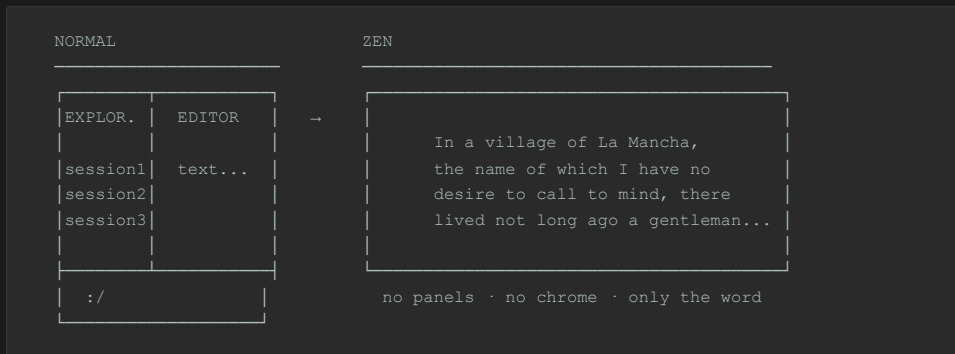 NORMAL
ZEN
EXPLOR.
EDITOR
→
session1
text...
session2
session3
:/
In a village of La Mancha,
the name of which I have no
desire to call to mind, there
lived not long ago a gentleman...
no panels · no chrome · only the word